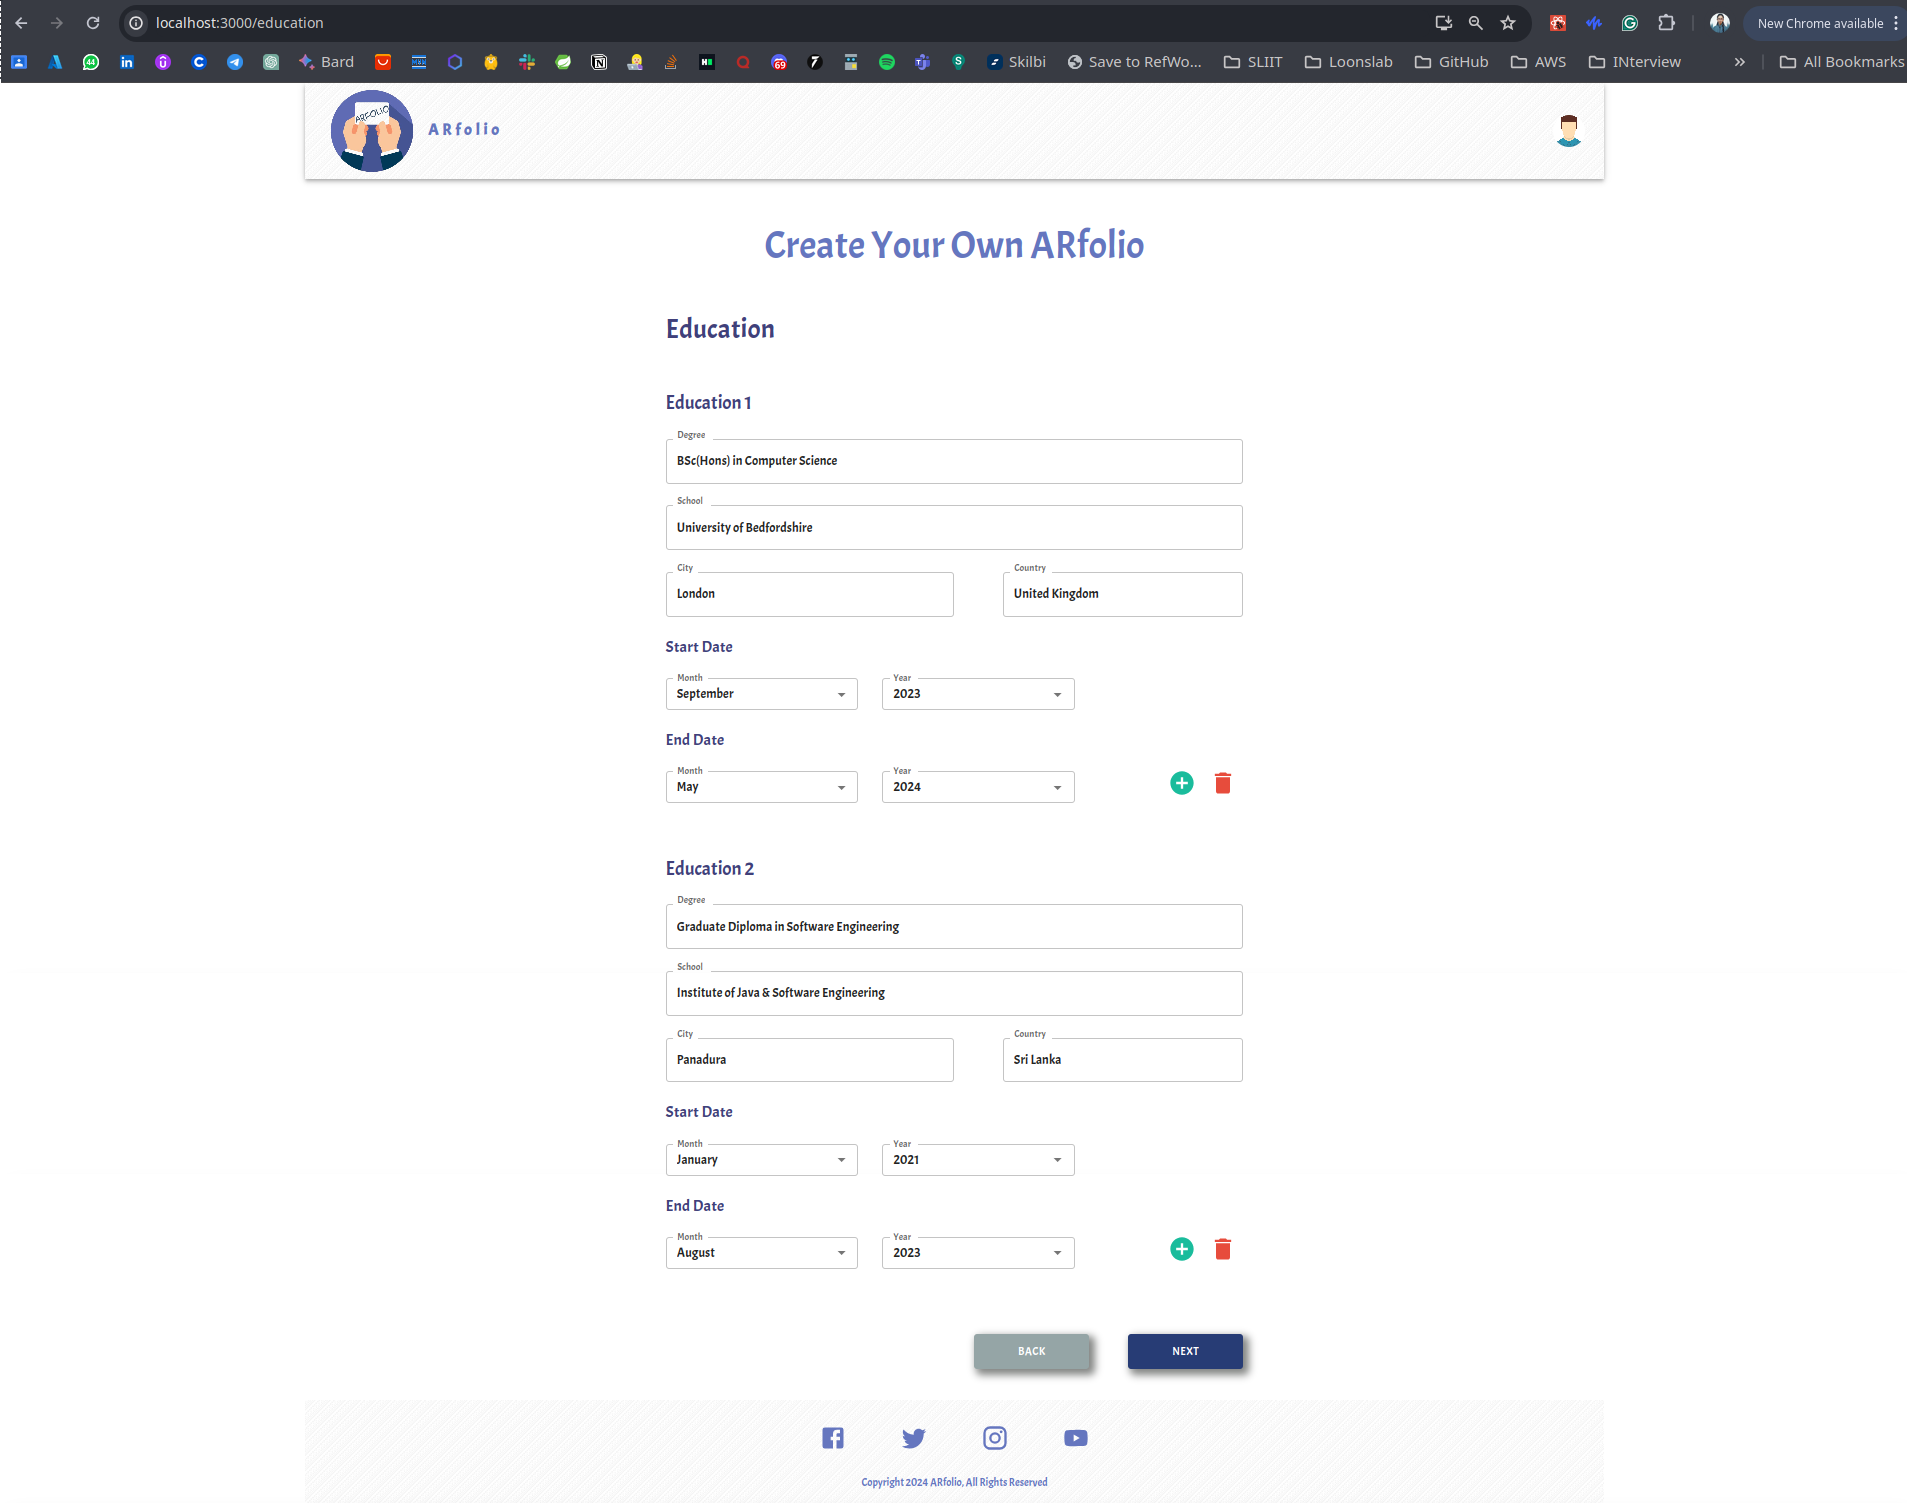 localhost:3000/education
New Chrome available
44
Bard
69
Skilbi
Save to RefWo...
SLIIT
Loonslab
GitHub
AWS
INterview
All Bookmarks
ARFOLIO
ARfolio
Create Your Own ARfolio
Education
Education 1
Degree
BSc(Hons) in Computer Science
School
University of Bedfordshire
City Country
London United Kingdom
Start Date
Month Year
September 2023
End Date
Month Year
May 2024
Education 2
Degree
Graduate Diploma in Software Engineering
School
Institute of Java & Software Engineering
City Country
Panadura Sri Lanka
Start Date
Month Year
January 2021
End Date
Month Year
August 2023
BACK NEXT
Copyright 2024 ARfolio, All Rights Reserved